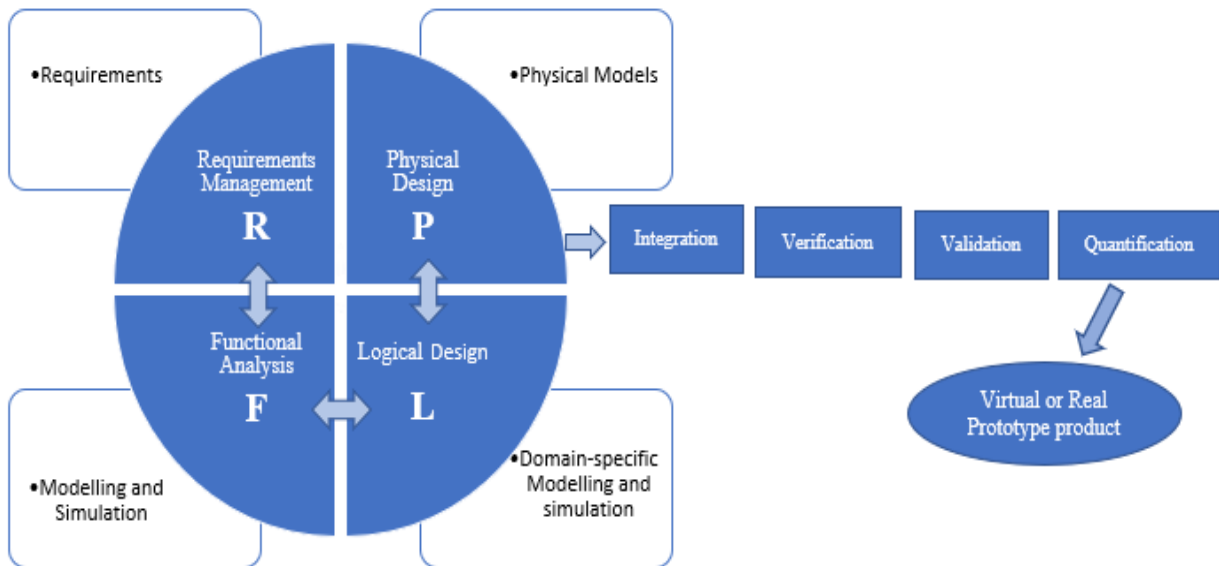 •Requirements
•Physical Models
Requirements
Management
R
Physical
Design
P
Functional
Analysis
F
Logical Design
L
•Modelling and
Simulation
•Domain-specific
Modelling and
simulation
Integration
Verification
Validation
Quantification
Virtual or Real
Prototype product